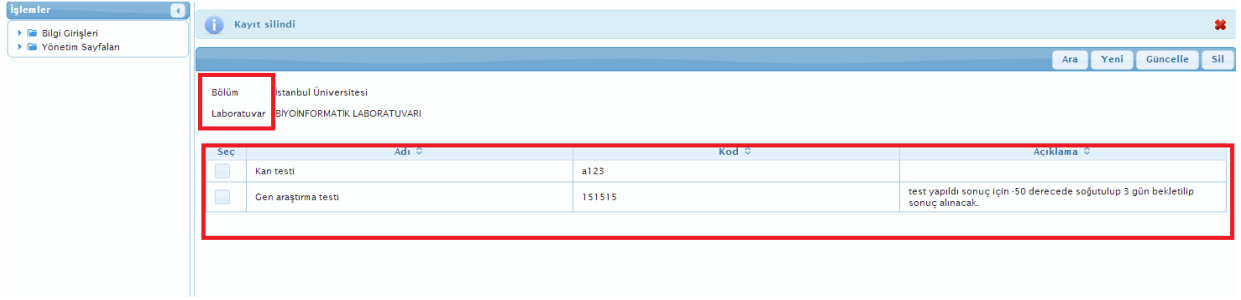 İşlemler
Bilgi Girişleri
Yönetim Sayfaları
Kayıt silindi
Ara Yeni Güncelle Sil
Bölüm İstanbul Üniversitesi
Laboratuvar BİYOİNFORMATİK LABORATUVARI
Seç Adı Kod Açıklama
Kan testi a123
Gen araştırma testi 151515 test yapıldı sonuç için -50 derecede soğutulup 3 gün bekletilip
sonuç alınacak.